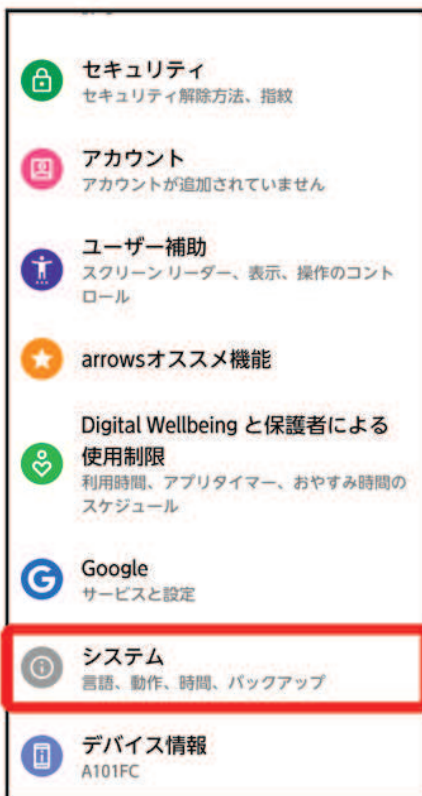 セキュリティ
セキュリティ解除方法、指紋
アカウント
アカウントが追加されていません
ユーザー補助
スクリーン リーダー、表示、操作のコント
ロール
arrowsオススメ機能
Digital Wellbeing と保護者による
使用制限
利用時間、アプリタイマー、おやすみ時間の
スケジュール
Google
サービスと設定
システム
言語、動作、時間、バックアップ
デバイス情報
A101FC